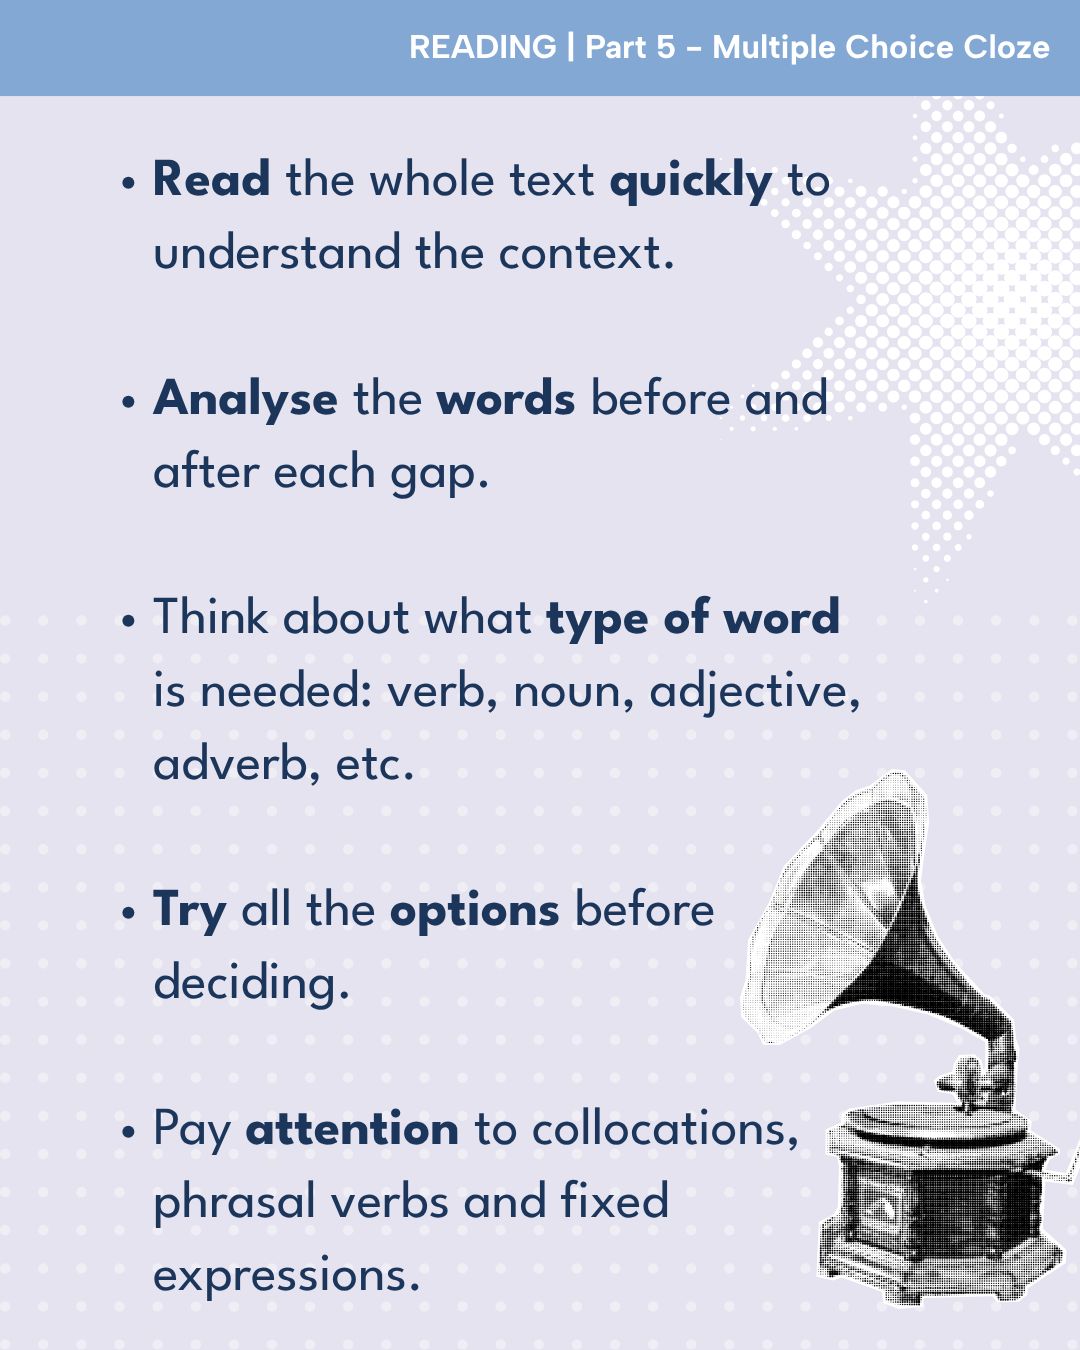 READING | Part 5 - Multiple Choice Cloze
• Read the whole text quickly to
understand the context.
• Analyse the words before and
after each gap.
• Think about what type of word
is needed: verb, noun, adjective,
adverb, etc.
• Try all the options before
deciding.
• Pay attention to collocations,
phrasal verbs and fixed
expressions.